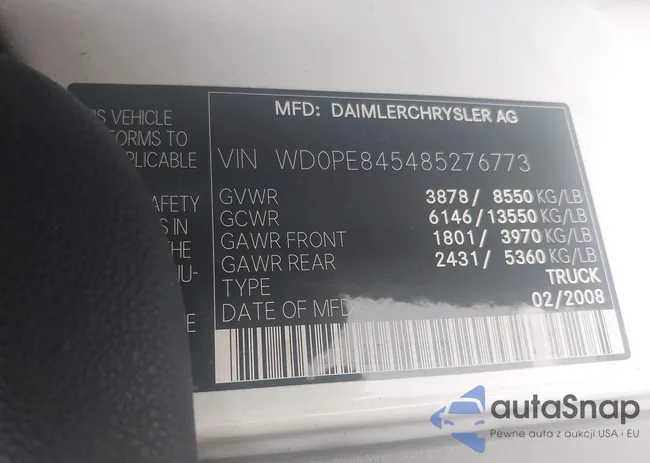 MFD: DAIMLERCHRYSLER AG
IS VEHICLE
FORMS TO
PLICABLE
AFETY
S IN
THE
NU-
E
VIN WD0PE845485276773
GVWR 3878/ 8550 KG/LB
GCWR 6146/13550 KG/LB
GAWR FRONT 1801/ 3970 KG/LB
GAWR REAR 2431/ 5360 KG/LB
TYPE TRUCK
DATE OF MFD 02/2008
autaSnap
Pewne auta z aukcji USA i EU